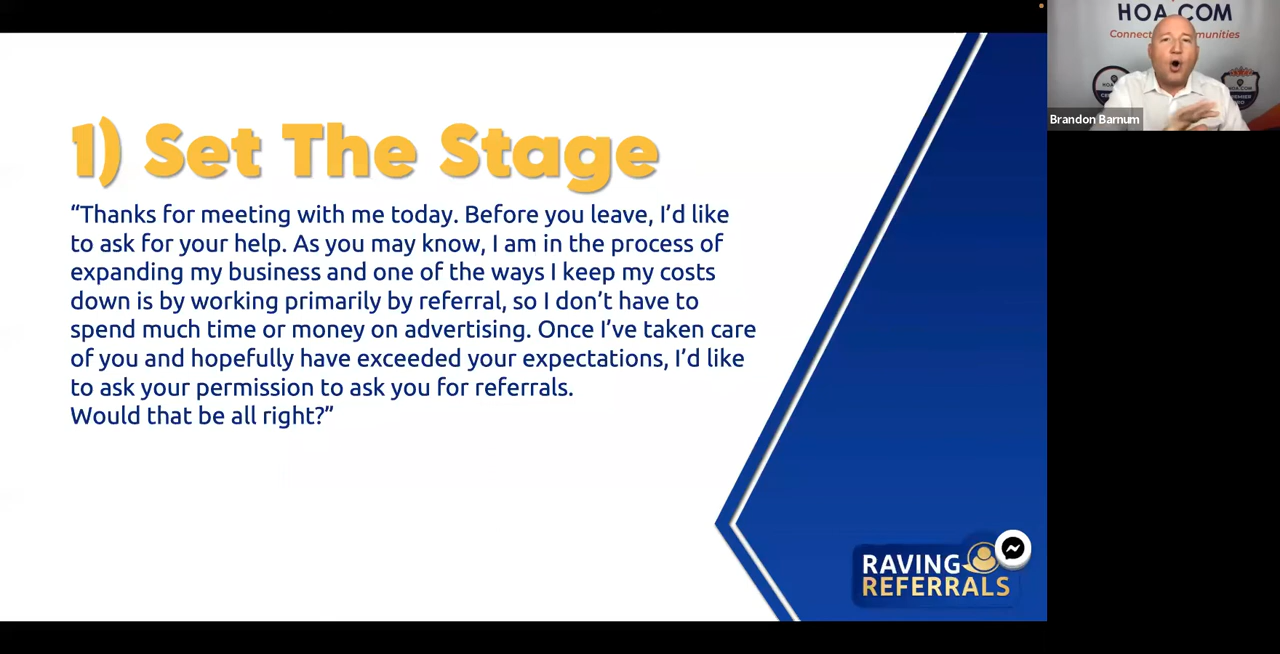 1) Set The Stage
“Thanks for meeting with me today. Before you leave, I’d like
to ask for your help. As you may know, I am in the process of
expanding my business and one of the ways I keep my costs
down is by working primarily by referral, so I don’t have to
spend much time or money on advertising. Once I’ve taken care
of you and hopefully have exceeded your expectations, I’d like
to ask your permission to ask you for referrals.
Would that be all right?”
RAVING
REFERRALS
HOA.COM
Brandon Barnum